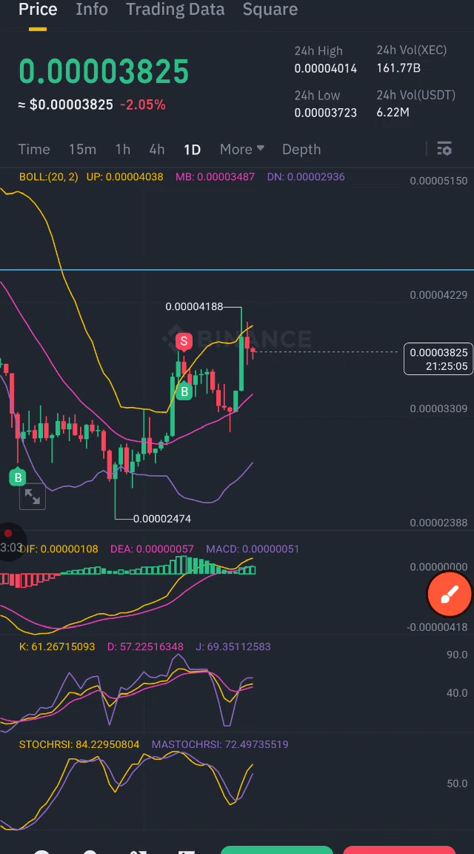 Price Info Trading Data Square
0.00003825
≈ $0.00003825 -2.05%
24h High
0.00004014
24h Vol(XEC)
161.77B
24h Low
0.00003723
24h Vol(USDT)
6.22M
Time 15m 1h 4h 1D More Depth
BOLL:(20, 2) UP: 0.00004038 MB: 0.00003487 DN: 0.00002936
0.00005150
0.00004229
0.00004188
BINANCE
S
0.00003825
21:25:05
B
0.00003309
B
0.00002474
0.00002388
3:03
DIF: 0.00000108 DEA: 0.00000057 MACD: 0.00000051
0.00000000
-0.00000418
K: 61.26715093 D: 57.22516348 J: 69.35112583
90.0
40.0
STOCHRSI: 84.22950804 MASTOCHRSI: 72.49735519
50.0